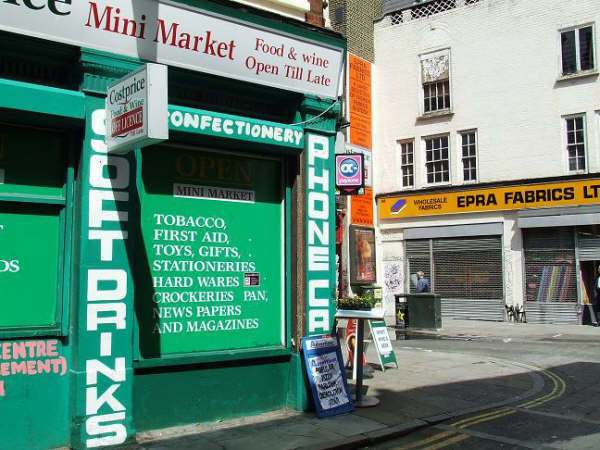 ice Mini Market
Food & wine
Open Till Late
Costprice
Food & Wine
OFF LICENCE
CONFECTIONERY
SOFT DRINKS
PHONE CA
OPEN
MINI MARKET
TOBACCO,
FIRST AID,
TOYS, GIFTS,
STATIONERIES
HARD WARES
CROCKERIES PAN,
NEWS PAPERS
AND MAGAZINES
DS
CENTRE
EMENT)
WHOLESALE
FABRICS
EPRA FABRICS LT